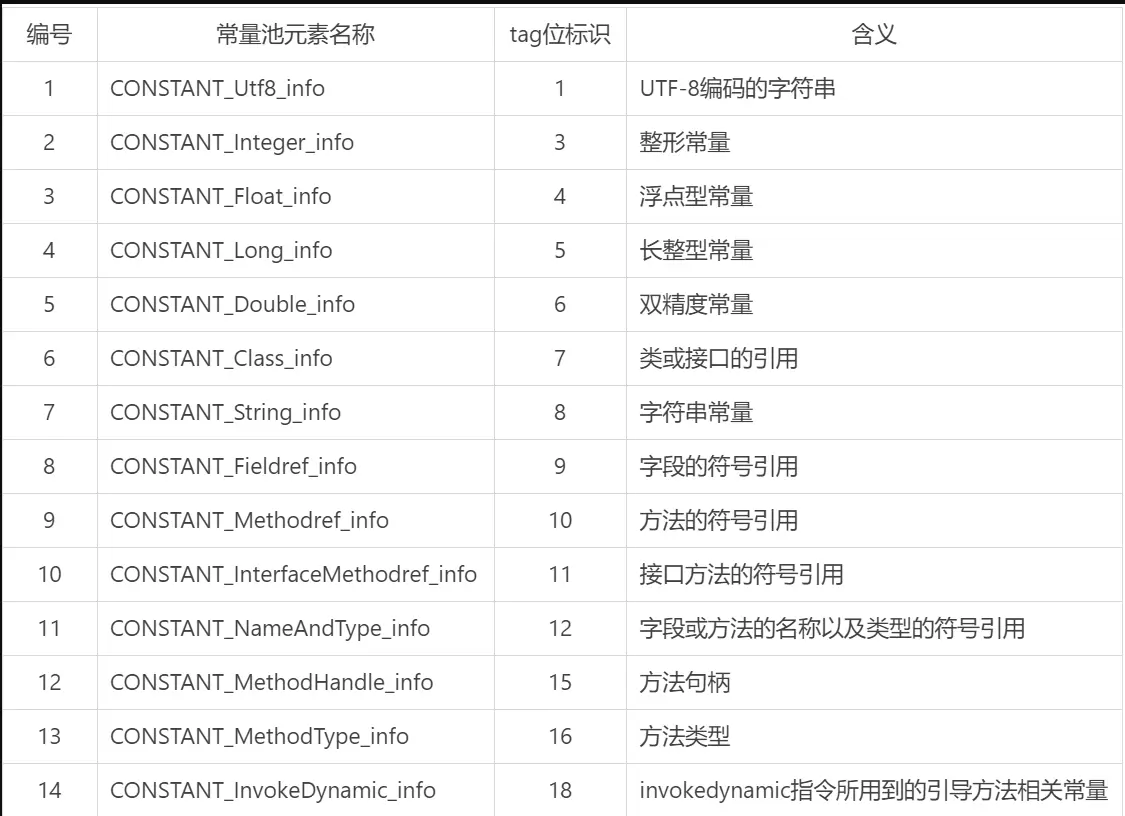 编号 常量池元素名称 tag位标识 含义
1 CONSTANT_Utf8_info 1 UTF-8编码的字符串
2 CONSTANT_Integer_info 3 整形常量
3 CONSTANT_Float_info 4 浮点型常量
4 CONSTANT_Long_info 5 长整型常量
5 CONSTANT_Double_info 6 双精度常量
6 CONSTANT_Class_info 7 类或接口的引用
7 CONSTANT_String_info 8 字符串常量
8 CONSTANT_Fieldref_info 9 字段的符号引用
9 CONSTANT_Methodref_info 10 方法的符号引用
10 CONSTANT_InterfaceMethodref_info 11 接口方法的符号引用
11 CONSTANT_NameAndType_info 12 字段或方法的名称以及类型的符号引用
12 CONSTANT_MethodHandle_info 15 方法句柄
13 CONSTANT_MethodType_info 16 方法类型
14 CONSTANT_InvokeDynamic_info 18 invokedynamic指令所用到的引导方法相关常量